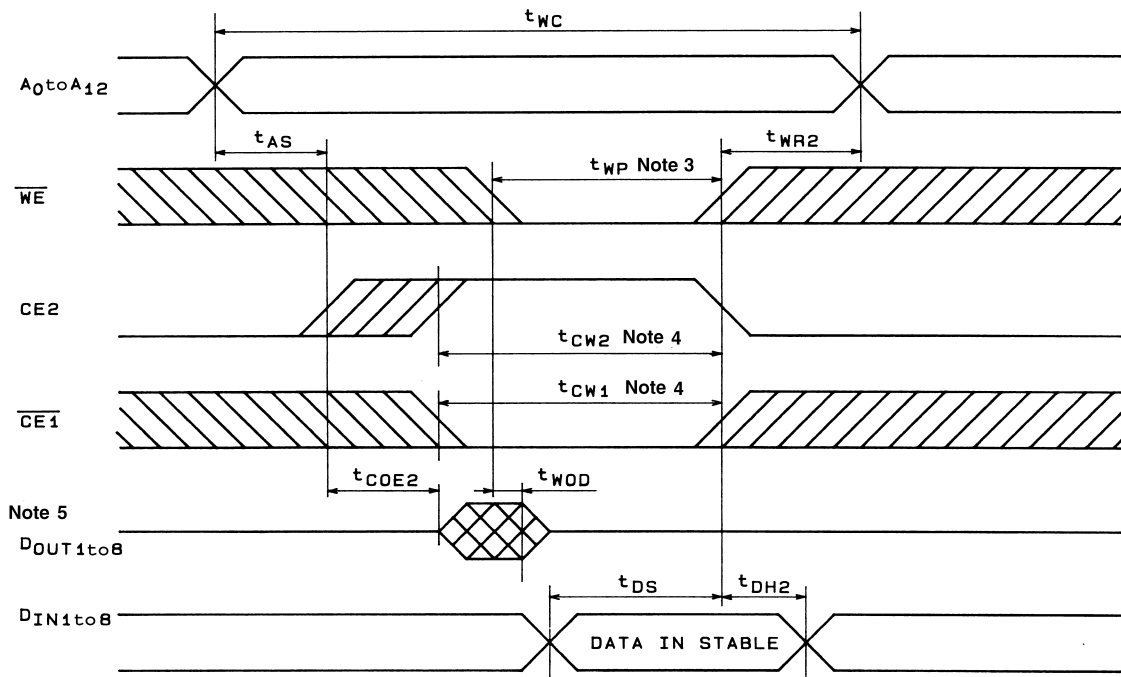 tWC
A0toA12
tAS
tWR2
WE
tWP Note 3
CE2
tCW2 Note 4
tCW1 Note 4
CE1
tCOE2
tWOD
Note 5
DOUT1to8
tDS
tDH2
DIN1to8
DATA IN STABLE